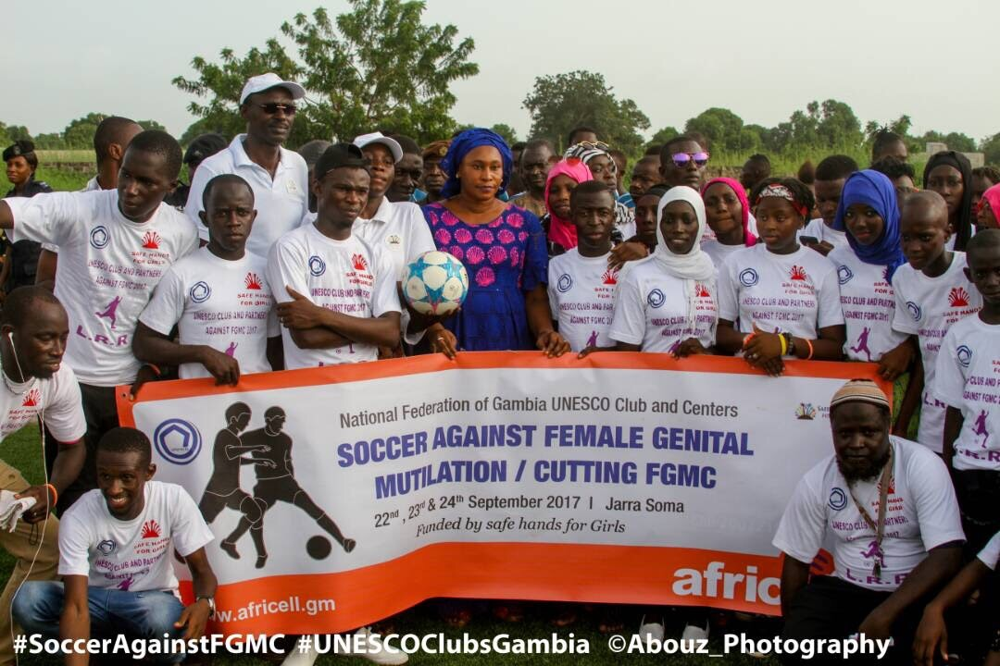 National Federation of Gambia UNESCO Club and Centers
SOCCER AGAINST FEMALE GENITAL
MUTILATION / CUTTING FGMC
22nd, 23rd & 24th September 2017 | Jarra Soma
Funded by safe hands for Girls
www.africell.gm
afric
SAFE HANDS
FOR GIRLS
UNESCO CLUB AND PARTNERS
AGAINST FGMC 2017
L.R.R
#SoccerAgainstFGMC #UNESCOClubsGambia ©Abouz_Photography